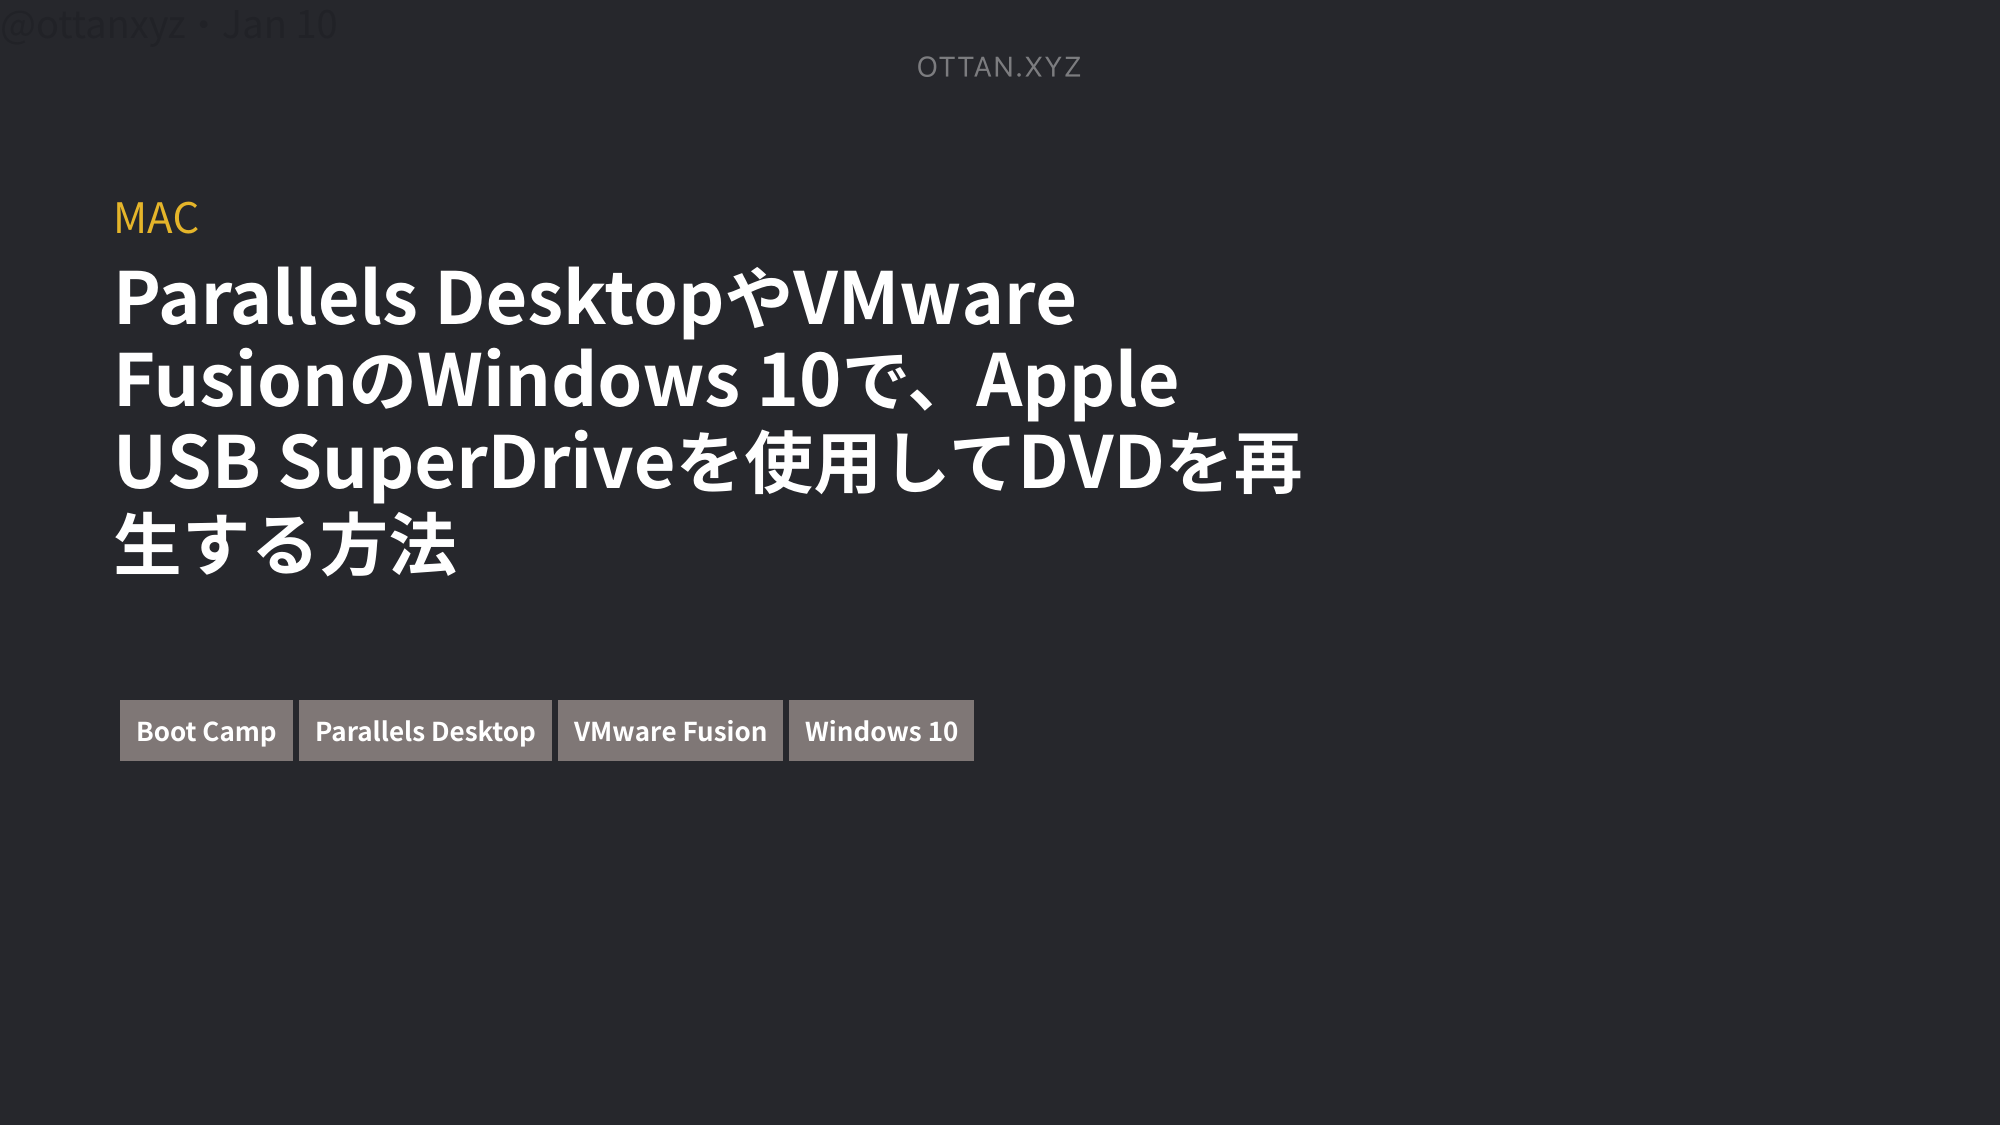 @ottanxyz・Jan 10
OTTAN.XYZ
MAC
Parallels DesktopやVMware
FusionのWindows 10で、Apple
USB SuperDriveを使用してDVDを再
生する方法
Boot Camp
Parallels Desktop
VMware Fusion
Windows 10